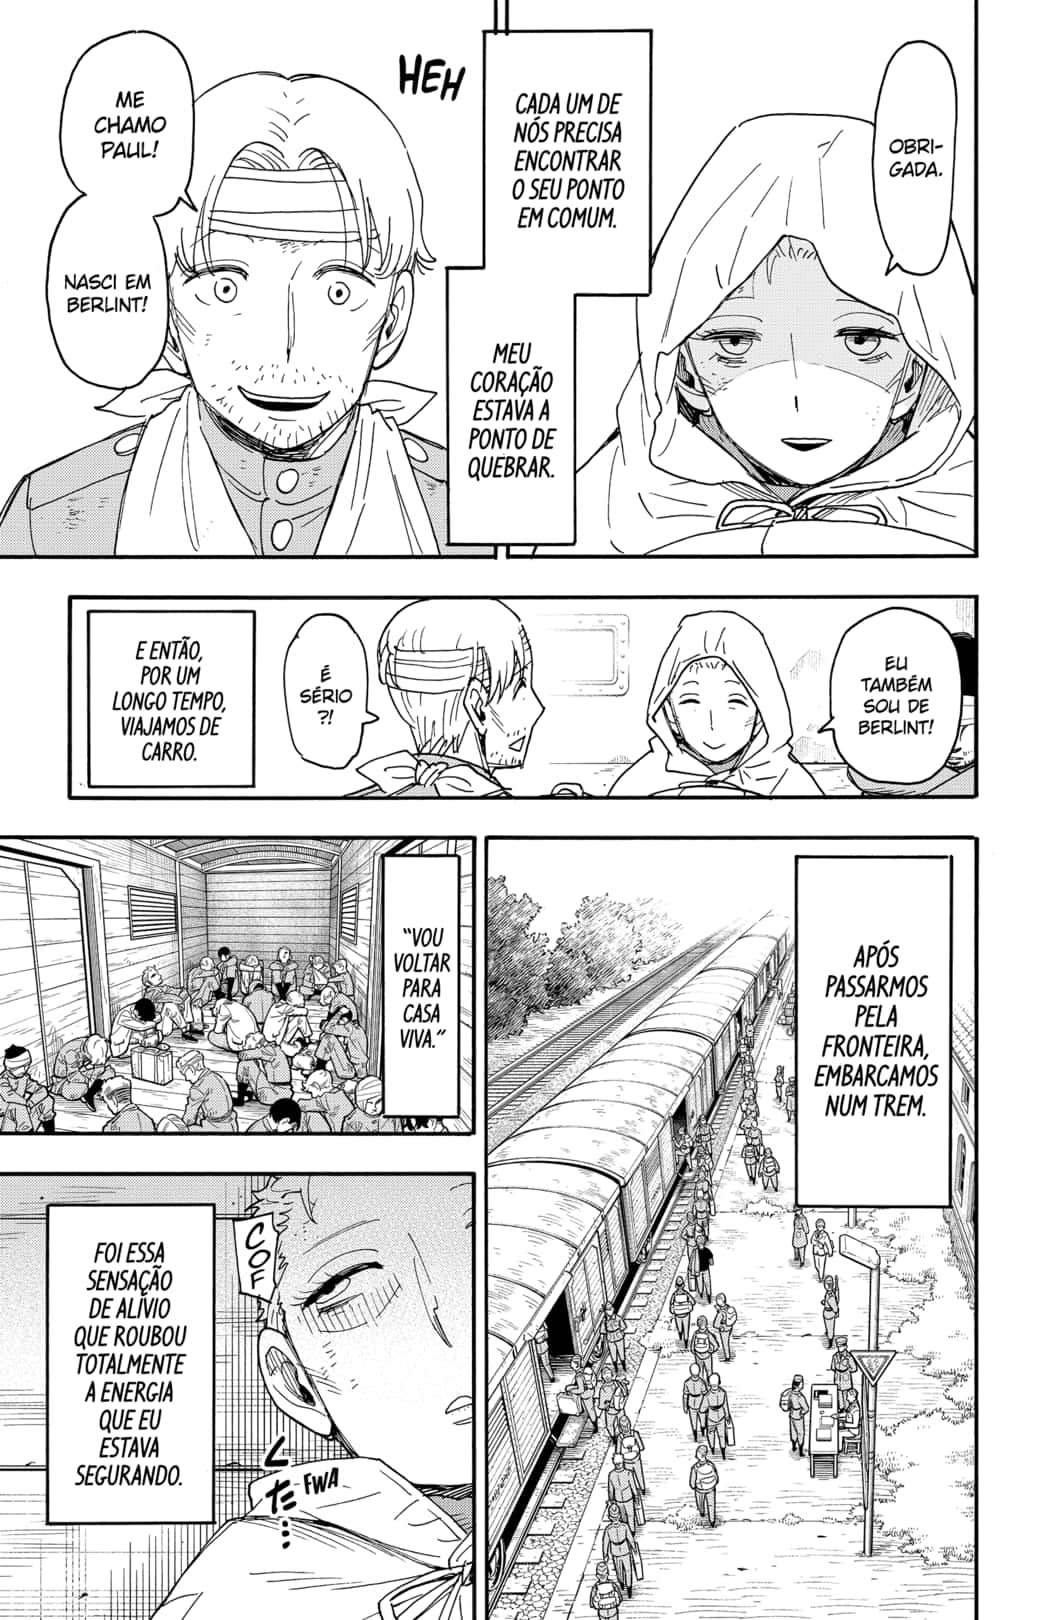 OBRI-
GADA.
CADA UM DE
NÓS PRECISA
ENCONTRAR
O SEU PONTO
EM COMUM.
MEU
CORAÇÃO
ESTAVA A
PONTO DE
QUEBRAR.
HEH
ME
CHAMO
PAUL!
NASCI EM
BERLINT!
EU
TAMBÉM
SOU DE
BERLINT!
É
SÉRIO
?!
E ENTÃO,
POR UM
LONGO TEMPO,
VIAJAMOS DE
CARRO.
APÓS
PASSARMOS
PELA
FRONTEIRA,
EMBARCAMOS
NUM TREM.
“VOU
VOLTAR
PARA
CASA
VIVA.”
COF
FOI ESSA
SENSAÇÃO
DE ALÍVIO
QUE ROUBOU
TOTALMENTE
A ENERGIA
QUE EU
ESTAVA
SEGURANDO.
くた…
FWA